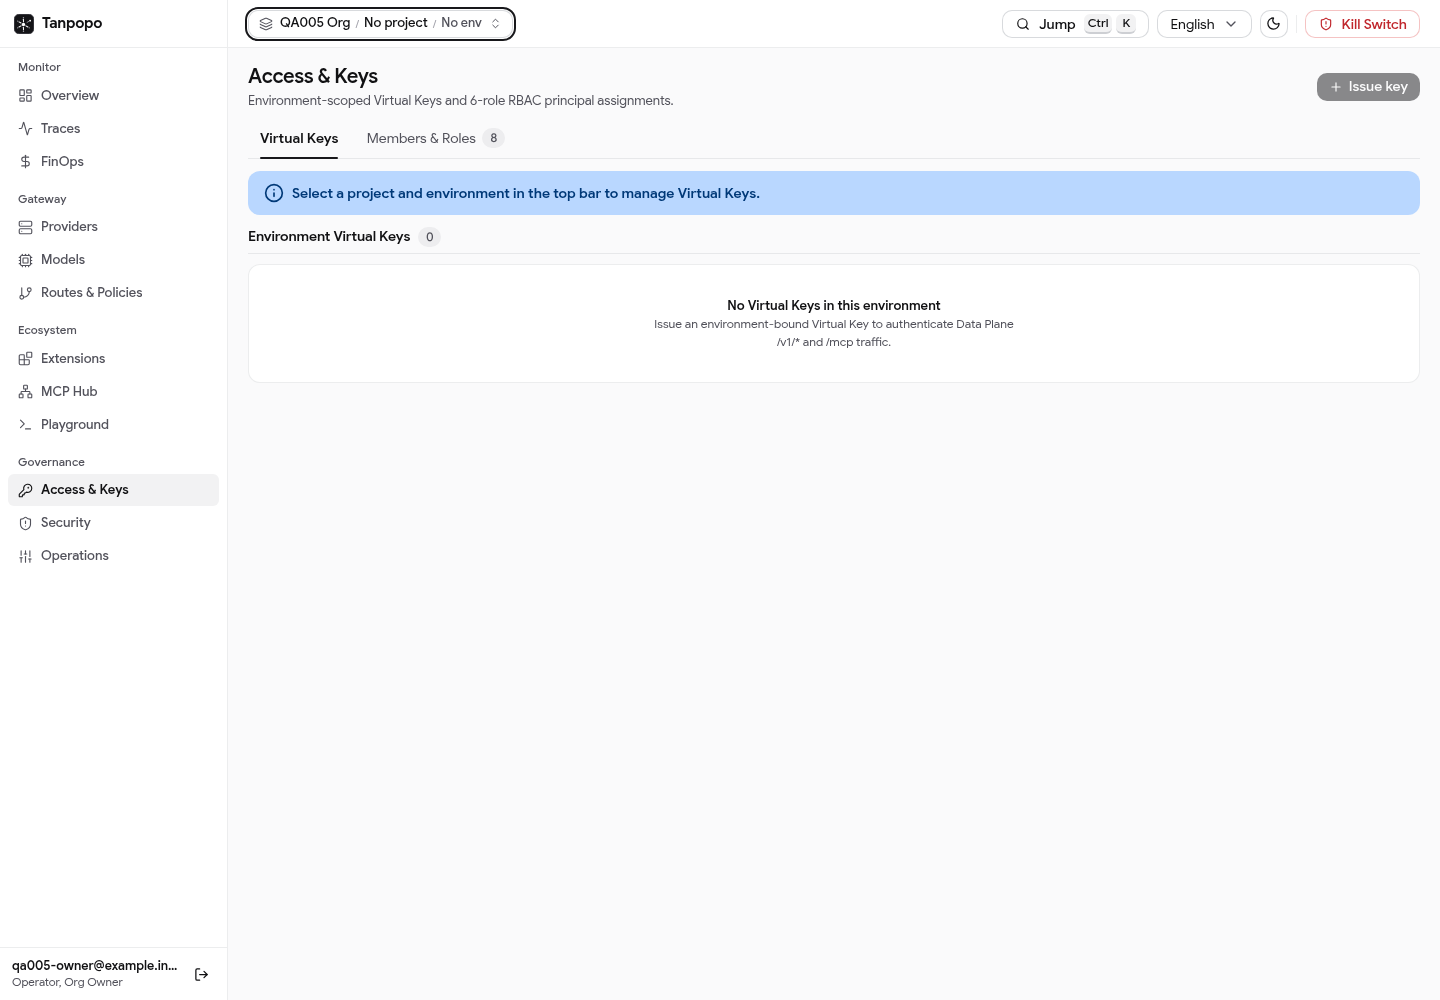 Tanpopo
QA005 Org / No project / No env
Jump Ctrl K
English
Kill Switch
Monitor
Overview
Traces
FinOps
Gateway
Providers
Models
Routes & Policies
Ecosystem
Extensions
MCP Hub
Playground
Governance
Access & Keys
Security
Operations
qa005-owner@example.in...
Operator, Org Owner
Access & Keys
Environment-scoped Virtual Keys and 6-role RBAC principal assignments.
Issue key
Virtual Keys
Members & Roles 8
Select a project and environment in the top bar to manage Virtual Keys.
Environment Virtual Keys 0
No Virtual Keys in this environment
Issue an environment-bound Virtual Key to authenticate Data Plane
/v1/* and /mcp traffic.